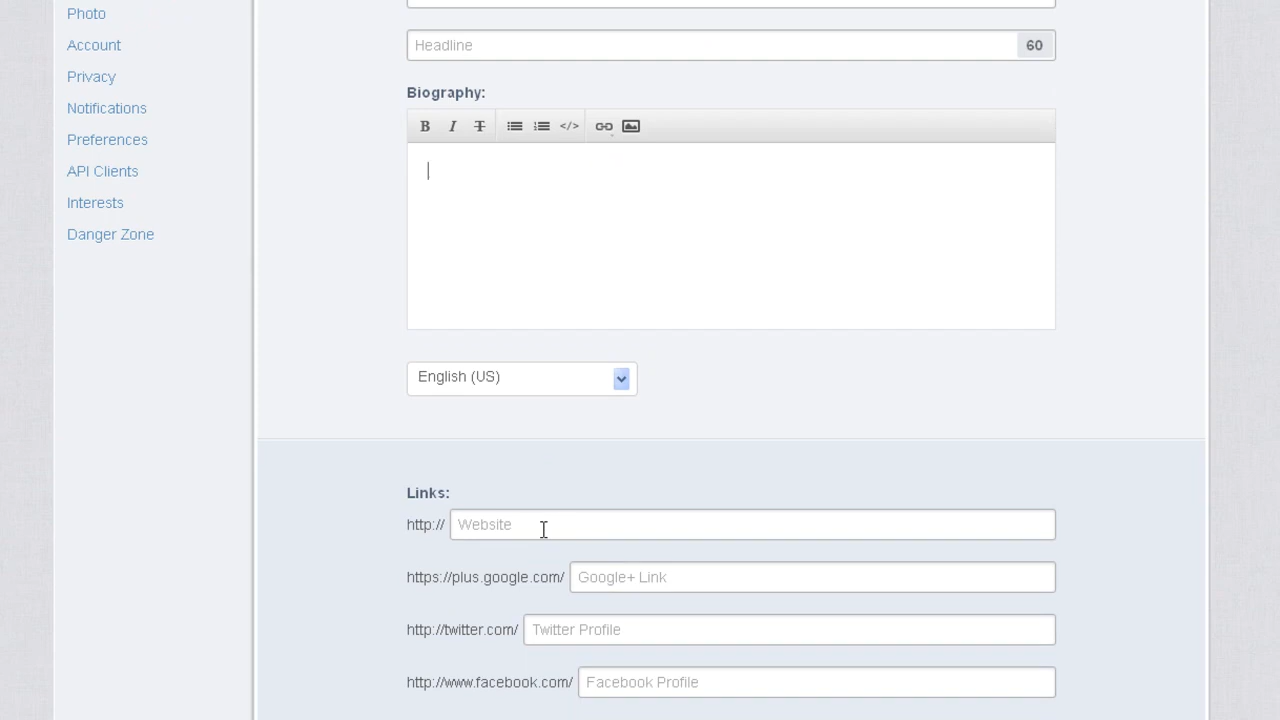 Photo
Account
Privacy
Notifications
Preferences
API Clients
Interests
Danger Zone
Headline 60
Biography:
B I T </>
English (US)
Links:
http:// Website
https://plus.google.com/ Google+ Link
http://twitter.com/ Twitter Profile
http://www.facebook.com/ Facebook Profile